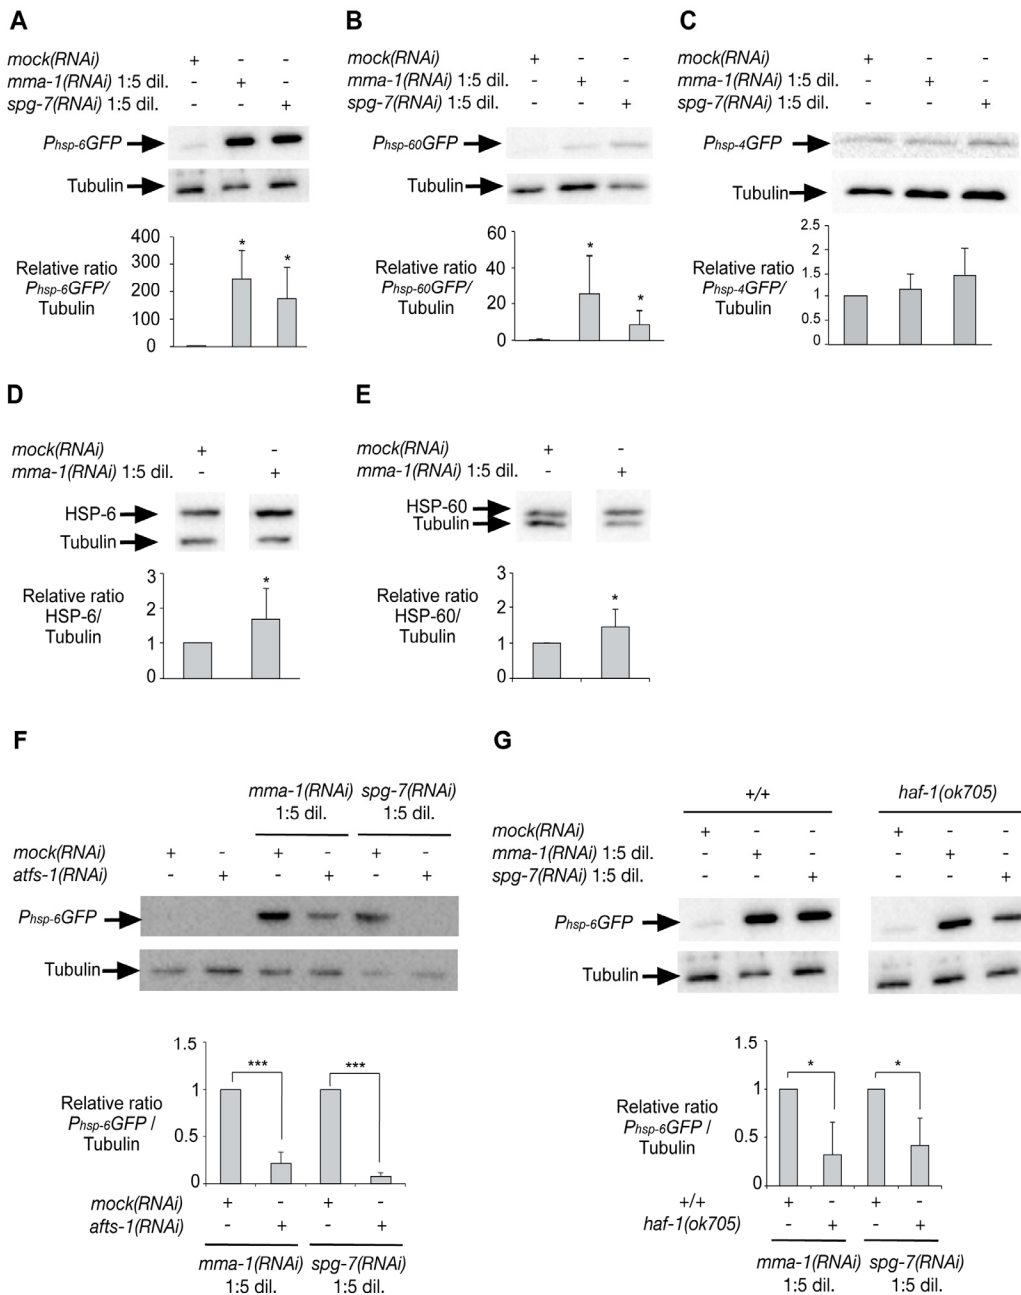 A
mock(RNAi) + - -
mma-1(RNAi) 1:5 dil. - + -
spg-7(RNAi) 1:5 dil. - - +
Phsp-6GFP
Tubulin
400
300
200
100
0
* *
Relative ratio
Phsp-6GFP/
Tubulin
B
mock(RNAi) + - -
mma-1(RNAi) 1:5 dil. - + -
spg-7(RNAi) 1:5 dil. - - +
Phsp-60GFP
Tubulin
60
40
20
0
* *
Relative ratio
Phsp-60GFP/
Tubulin
C
mock(RNAi) + - -
mma-1(RNAi) 1:5 dil. - + -
spg-7(RNAi) 1:5 dil. - - +
Phsp-4GFP
Tubulin
2.5
2
1.5
1
0.5
0
Relative ratio
Phsp-4GFP/
Tubulin
D
mock(RNAi) + -
mma-1(RNAi) 1:5 dil. - +
HSP-6
Tubulin
3
2
1
0
*
Relative ratio
HSP-6/
Tubulin
E
mock(RNAi) + -
mma-1(RNAi) 1:5 dil. - +
HSP-60
Tubulin
3
2
1
0
*
Relative ratio
HSP-60/
Tubulin
F
mma-1(RNAi) spg-7(RNAi)
1:5 dil. 1:5 dil.
mock(RNAi) + - + - + -
atfs-1(RNAi) - + - + - +
Phsp-6GFP
Tubulin
1.5
1
0.5
0
*** ***
Relative ratio
Phsp-6GFP /
Tubulin
mock(RNAi) + - + -
afts-1(RNAi) - + - +
mma-1(RNAi) spg-7(RNAi)
1:5 dil. 1:5 dil.
G
+/+ haf-1(ok705)
mock(RNAi) + - - + - -
mma-1(RNAi) 1:5 dil. - + - - + -
spg-7(RNAi) 1:5 dil. - - + - - +
Phsp-6GFP
Tubulin
1.5
1
0.5
0
* *
Relative ratio
Phsp-6GFP /
Tubulin
+/+ + - + -
haf-1(ok705) - + - +
mma-1(RNAi) spg-7(RNAi)
1:5 dil. 1:5 dil.